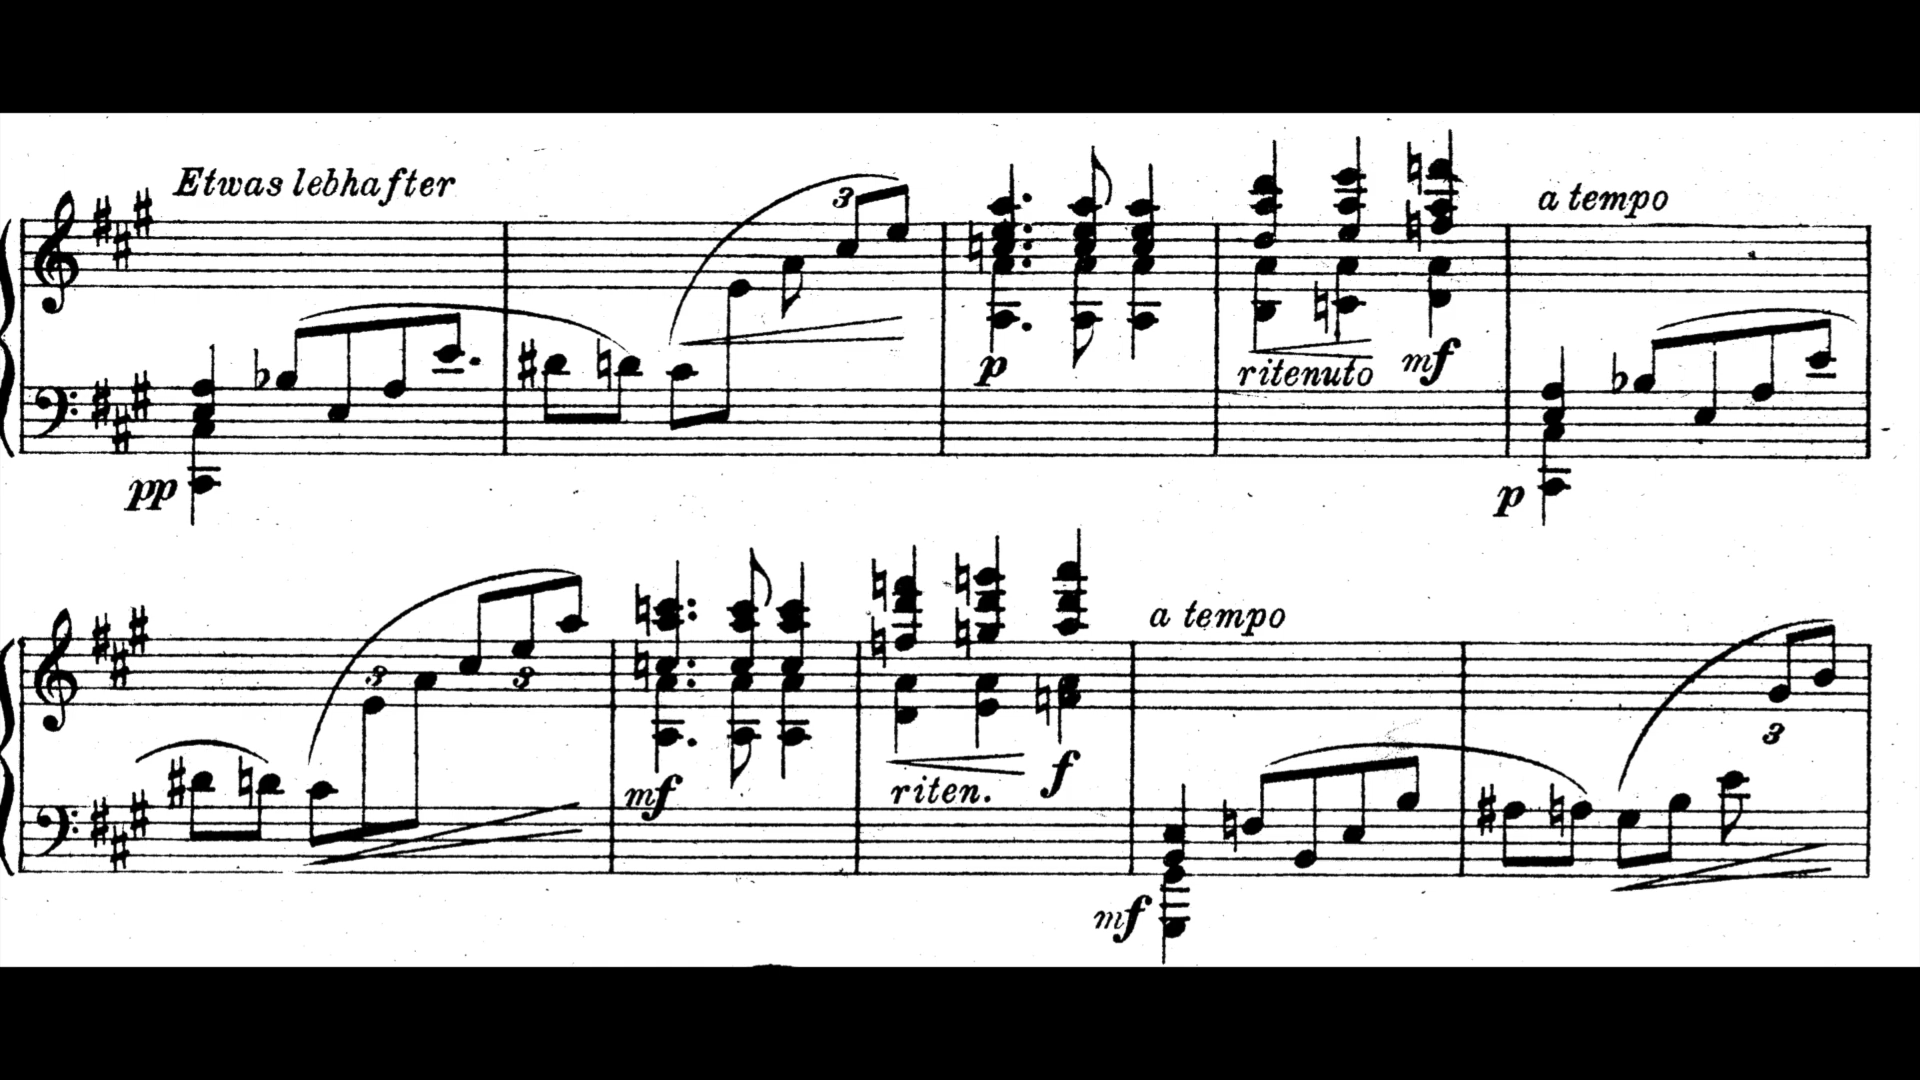 Etwas lebhafter
3
a tempo
p
ritenuto
mf
pp
p
a tempo
3
3
3
mf
riten.
f
mf